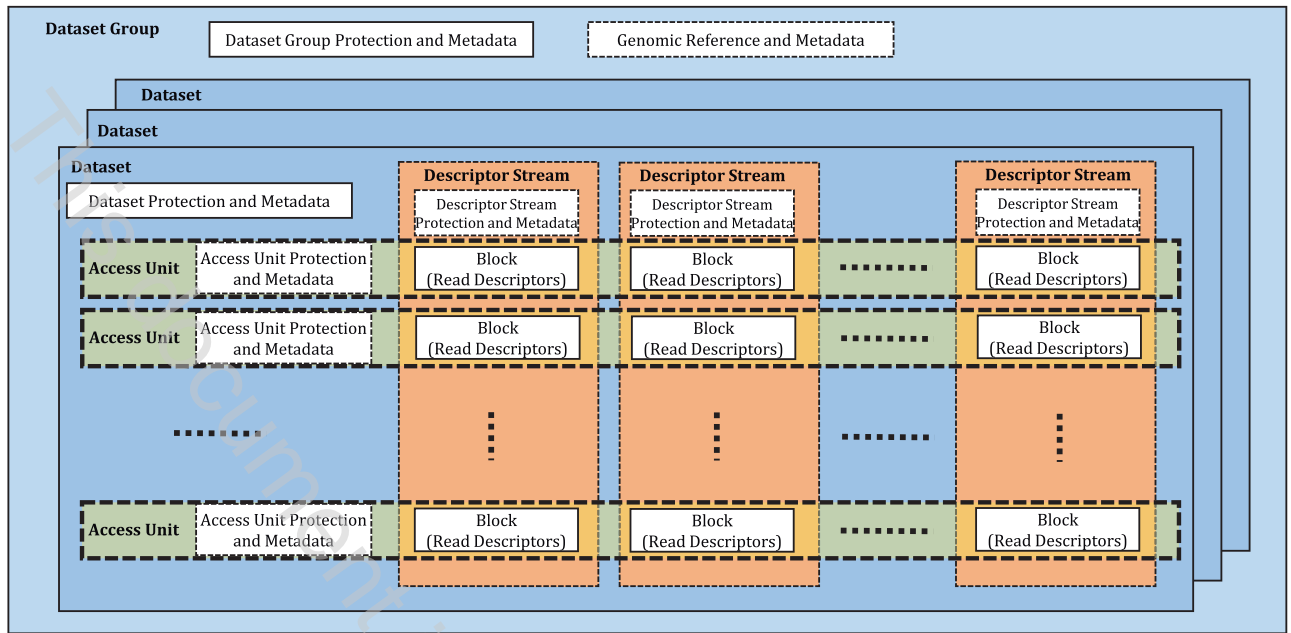 Dataset Group
Dataset Group Protection and Metadata
Genomic Reference and Metadata
Dataset
Dataset
Dataset
Dataset Protection and Metadata
Descriptor Stream
Descriptor Stream
Descriptor Stream
Descriptor Stream
Protection and Metadata
Descriptor Stream
Protection and Metadata
Descriptor Stream
Protection and Metadata
Access Unit
Access Unit Protection
and Metadata
Block
(Read Descriptors)
Block
(Read Descriptors)
Block
(Read Descriptors)
Access Unit
Access Unit Protection
and Metadata
Block
(Read Descriptors)
Block
(Read Descriptors)
Block
(Read Descriptors)
Access Unit
Access Unit Protection
and Metadata
Block
(Read Descriptors)
Block
(Read Descriptors)
Block
(Read Descriptors)
This document